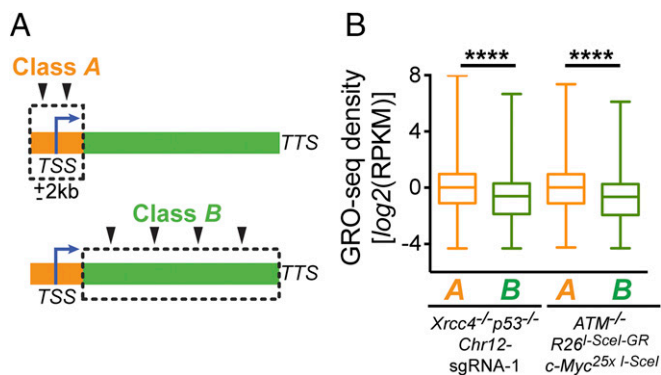 A
Class A
TSS
TTS
±2kb
Class B
TSS
TTS
B
GRO-seq density
[log2(RPKM)]
8
4
0
-4
****
****
A B A B
Xrcc4-/-p53-/-
Chr12-
sgRNA-1
ATM-/-
R26I-SceI-GR
c-Myc25x I-SceI